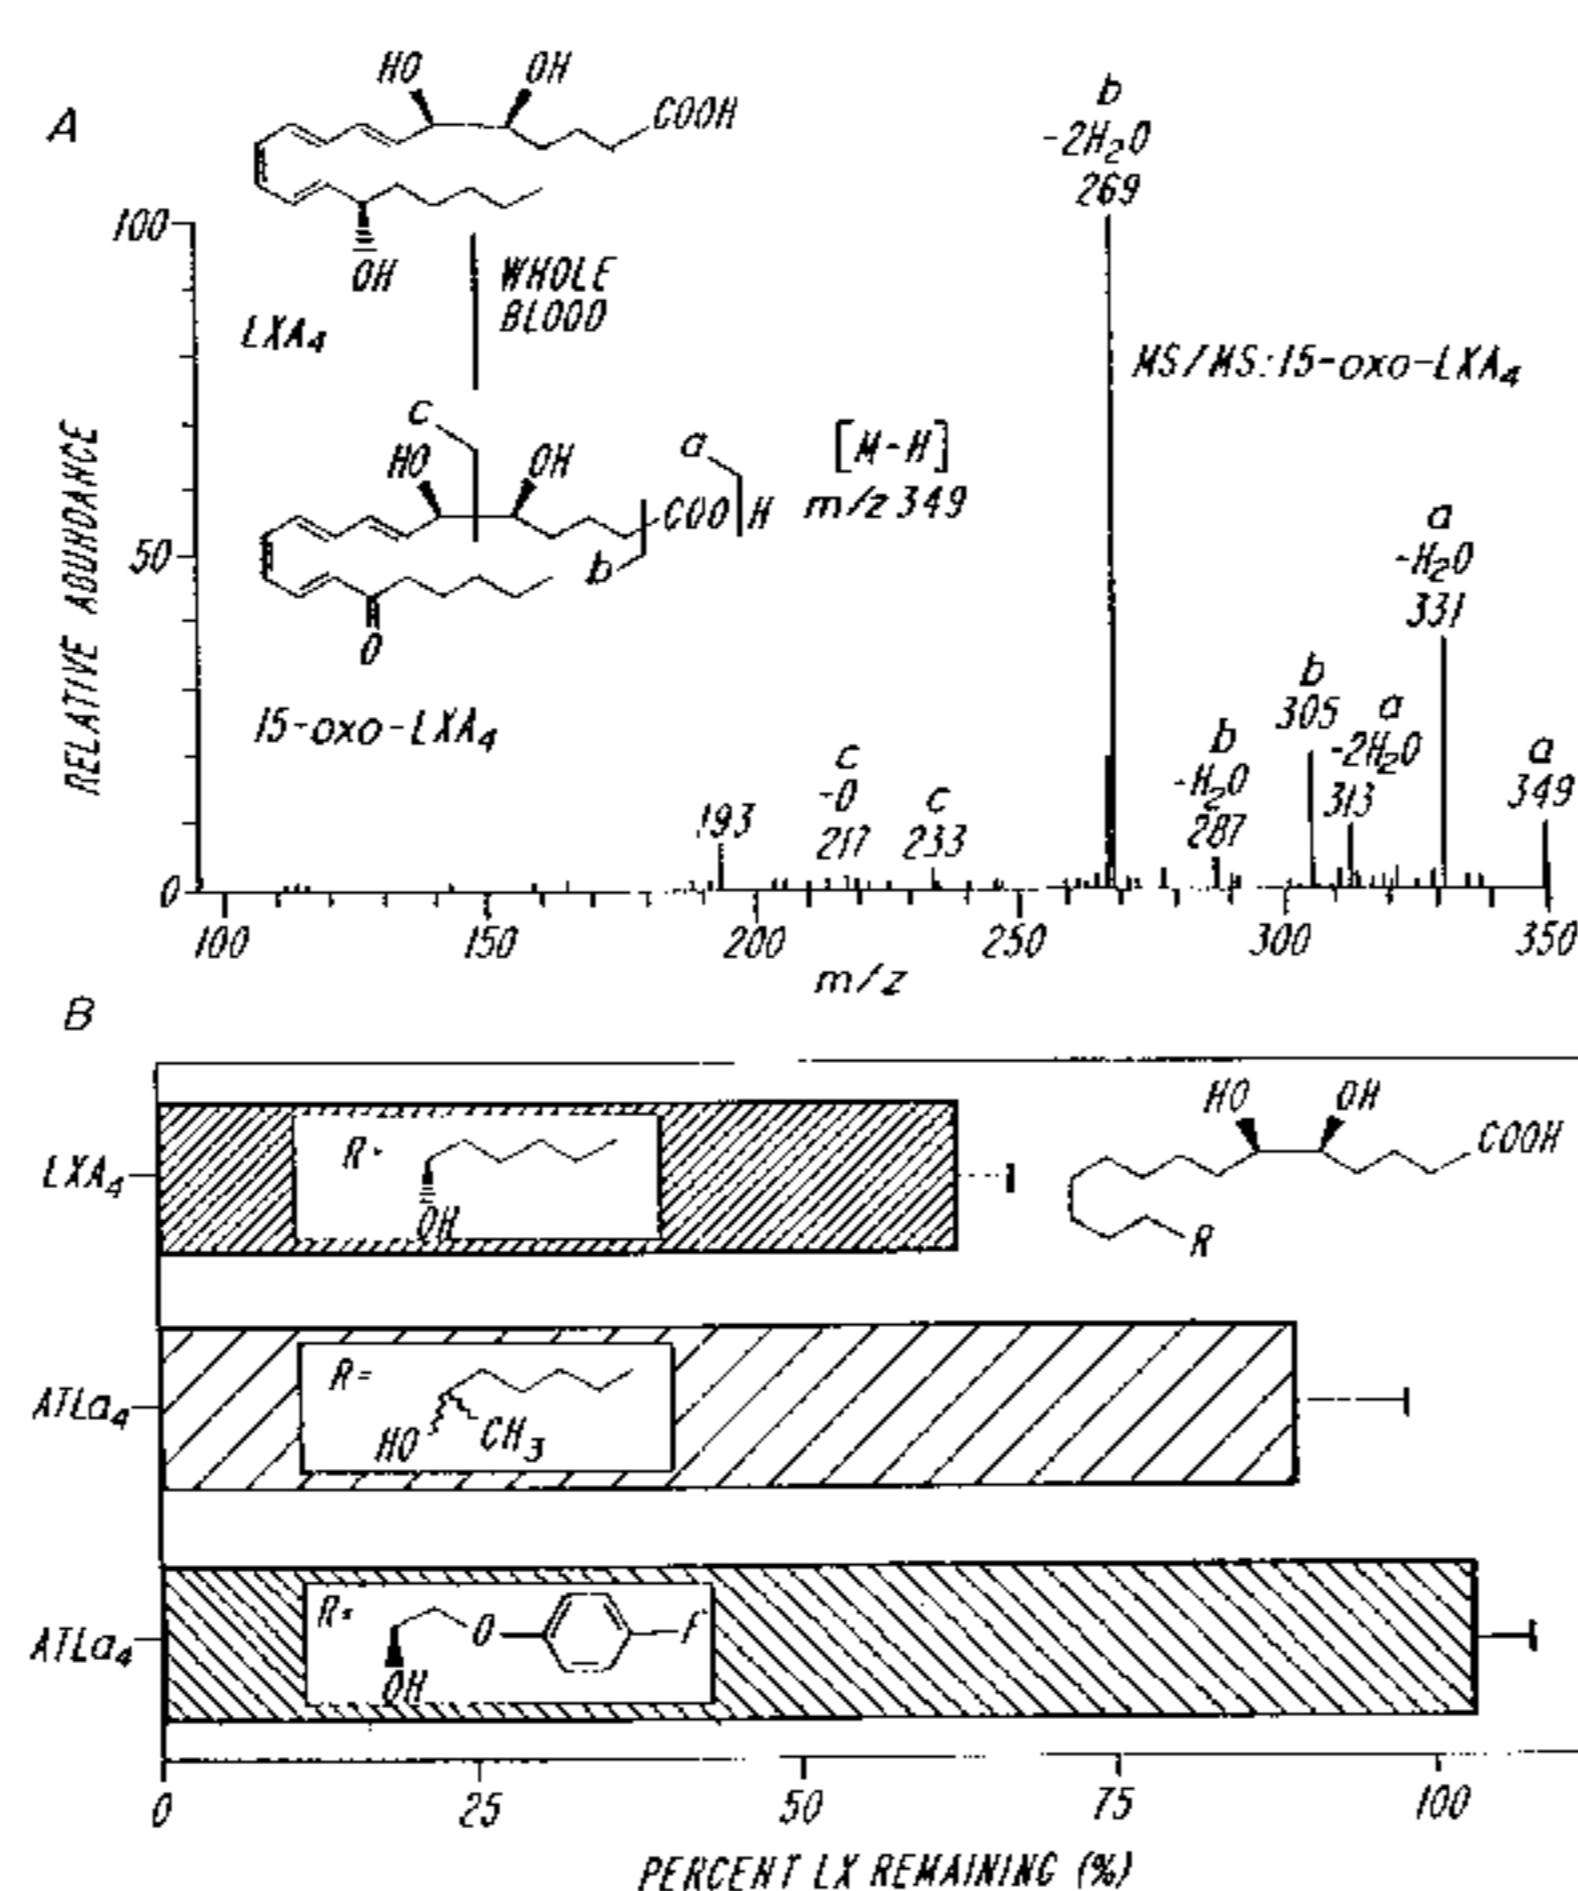 A
HO OH
COOH
OH
LXA4
WHOLE
BLOOD
b
-2H2O
269
MS/MS:15-oxo-LXA4
c
HO OH
a
COO H
b
[M-H]
m/z 349
O
15-oxo-LXA4
a
-H2O
331
b
305
a
-2H2O
313
a
349
b
-H2O
287
c
-O
217
c
233
193
RELATIVE ABUNDANCE
100
50
0
100 150 200 250 300 350
m/z
B
HO OH
COOH
R
LXA4
R=
OH
ATLa4
R=
HO CH3
ATLa4
R=
O F
OH
0 25 50 75 100
PERCENT LX REMAINING (%)